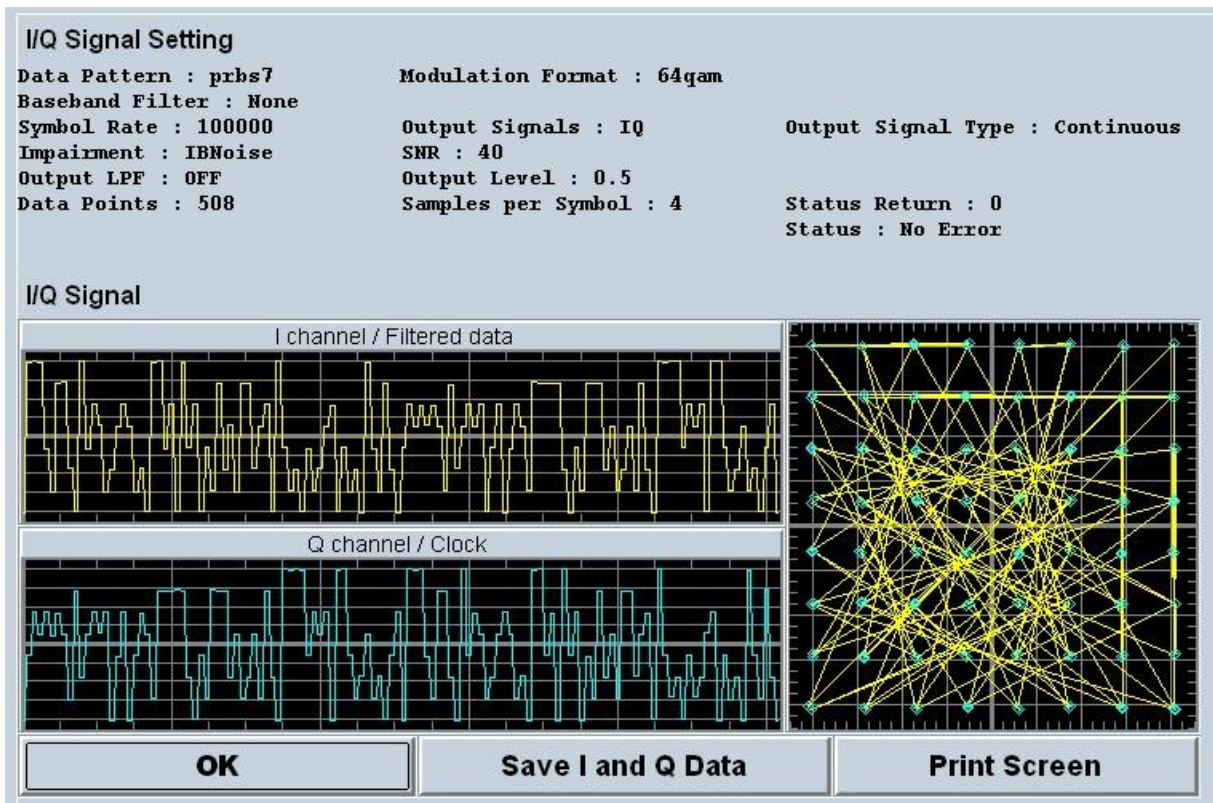 I/Q Signal Setting
Data Pattern : prbs7 Modulation Format : 64qam
Baseband Filter : None
Symbol Rate : 100000 Output Signals : IQ Output Signal Type : Continuous
Impairment : IBNoise SNR : 40
Output LPF : OFF Output Level : 0.5
Data Points : 508 Samples per Symbol : 4 Status Return : 0
Status : No Error
I/Q Signal
I channel / Filtered data
Q channel / Clock
OK Save I and Q Data Print Screen